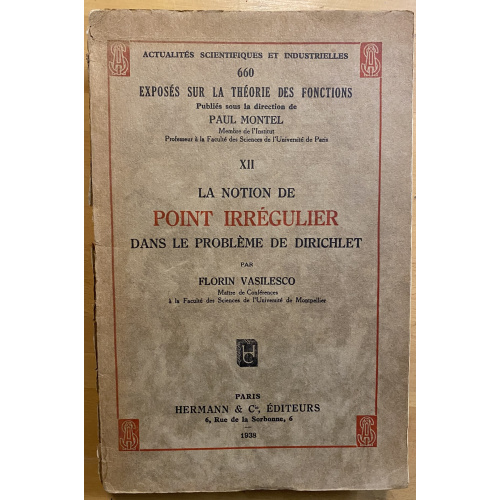 ACTUALITÉS SCIENTIFIQUES ET INDUSTRIELLES
660
EXPOSÉS SUR LA THÉORIE DES FONCTIONS
Publiés sous la direction de
PAUL MONTEL
Membre de l'Institut
Professeur à la Faculté des Sciences de l'Université de Paris
XII
LA NOTION DE
POINT IRRÉGULIER
DANS LE PROBLÈME DE DIRICHLET
PAR
FLORIN VASILESCO
Maître de Conférences
à la Faculté des Sciences de l'Université de Montpellier
HC
PARIS
HERMANN & Cie, ÉDITEURS
6, Rue de la Sorbonne, 6
1938